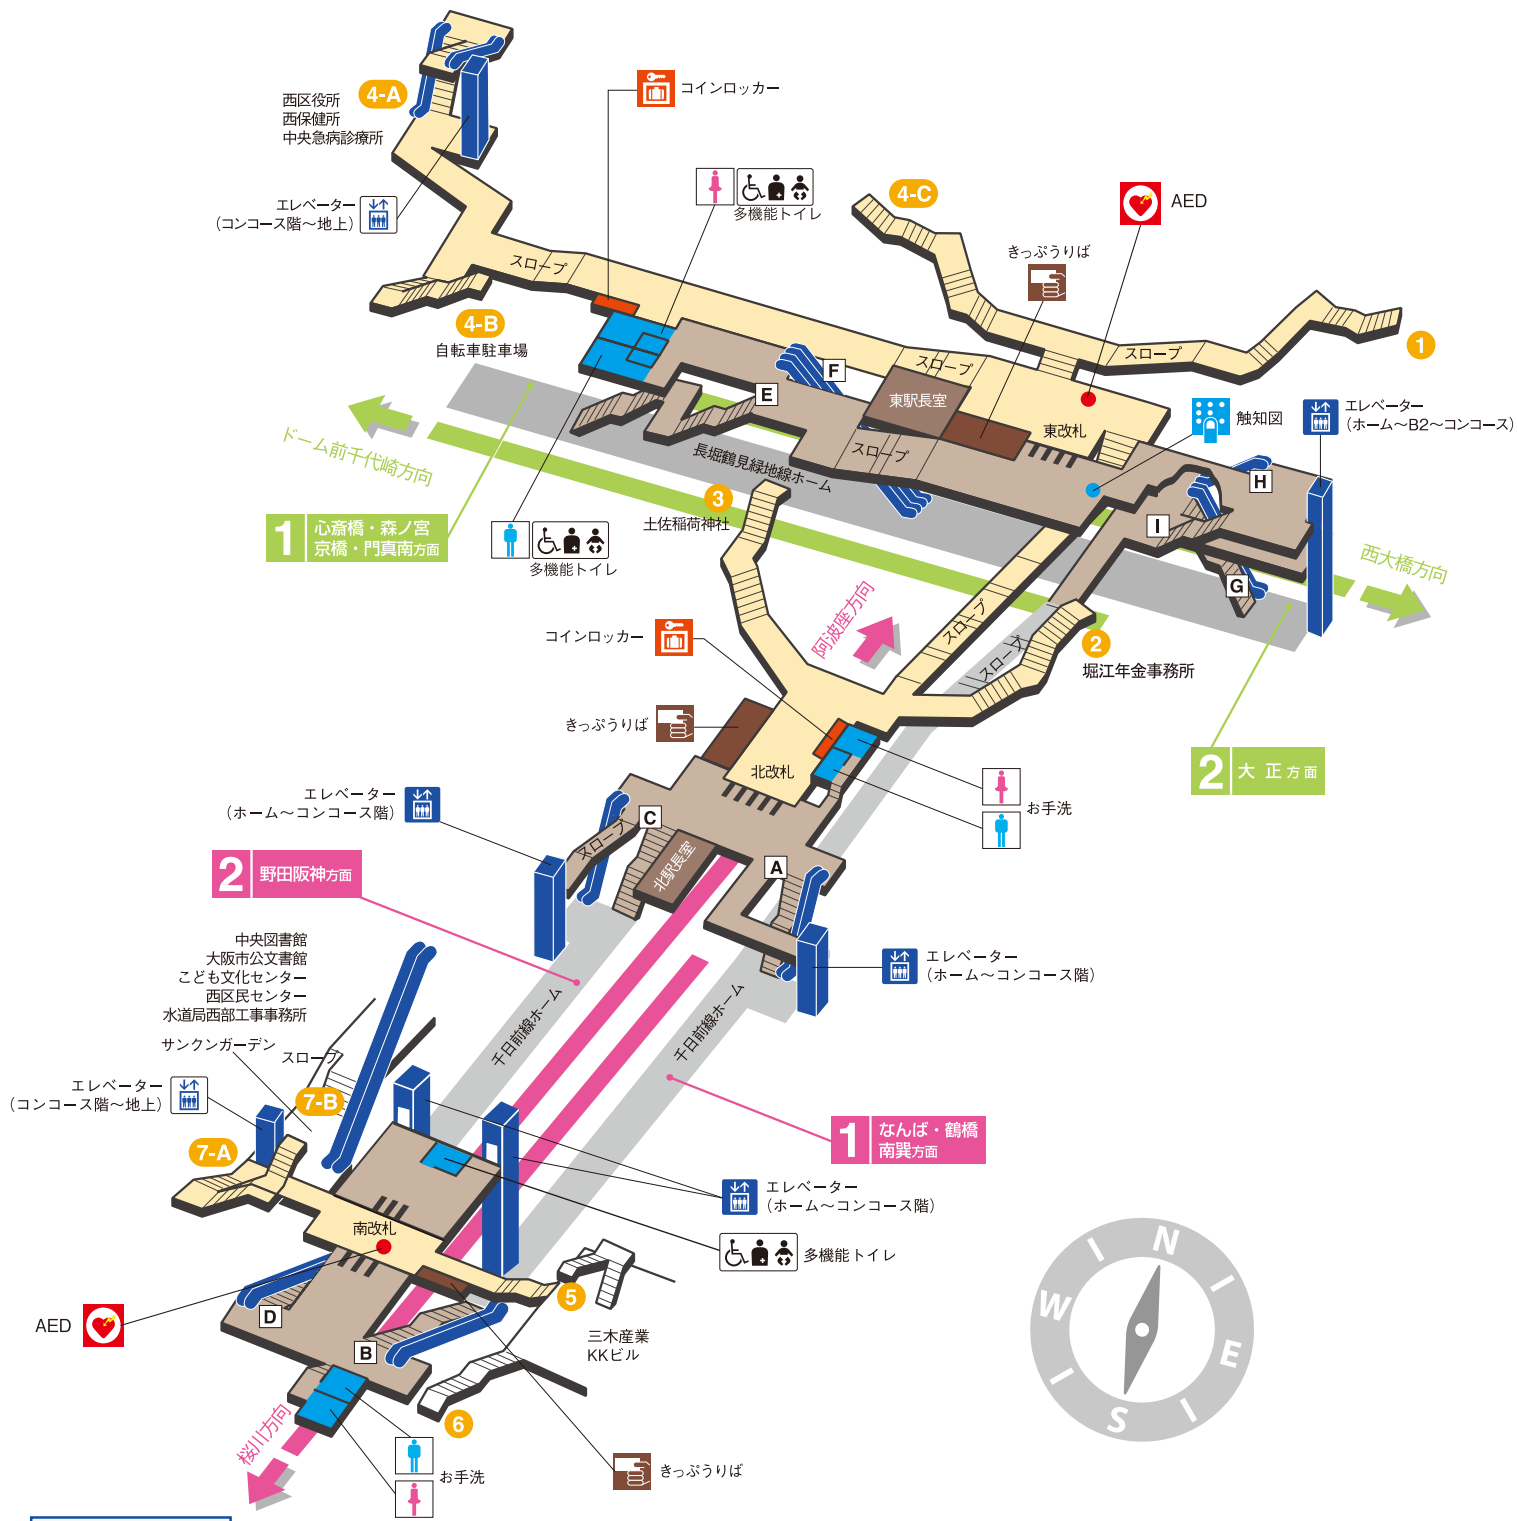 4-A
西区役所
西保健所
中央急病診療所
エレベーター
（コンコース階～地上）
コインロッカー
多機能トイレ
4-C
AED
きっぷうりば
スロープ
4-B
自転車駐車場
F
E
スロープ
東駅長室
東改札
スロープ
スロープ
1
触知図
エレベーター
（ホーム～B2～コンコース）
ドーム前千代崎方向
長堀鶴見緑地線ホーム
H
I
G
西大橋方向
1
心斎橋・森ノ宮
京橋・門真南方面
3
土佐稲荷神社
多機能トイレ
阿波座方向
スロープ
スロープ
2
堀江年金事務所
コインロッカー
きっぷうりば
北改札
2
大正方面
お手洗
エレベーター
（ホーム～コンコース階）
スロープ
C
北駅長室
A
2
野田阪神方面
エレベーター
（ホーム～コンコース階）
中央図書館
大阪市公文書館
こども文化センター
西区民センター
水道局西部工事事務所
サンクンガーデン
スロープ
千日前線ホーム
千日前線ホーム
エレベーター
（コンコース階～地上）
7-B
7-A
1
なんば・鶴橋
南巽方面
エレベーター
（ホーム～コンコース階）
南改札
多機能トイレ
5
AED
D
B
三木産業
KKビル
6
桜川方向
お手洗
きっぷうりば
N
E
S
W